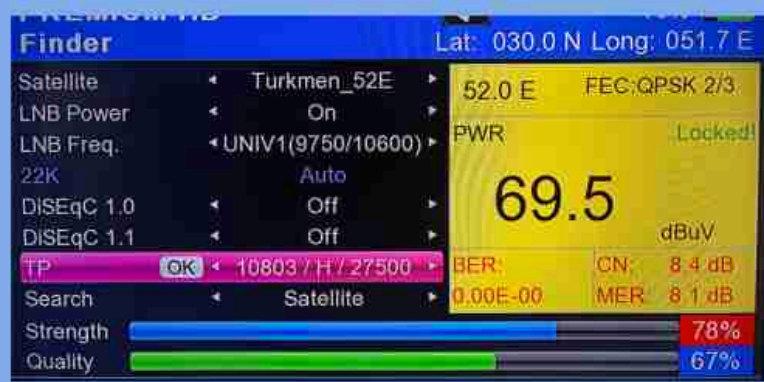 Finder
Lat: 030.0 N Long: 051.7 E
Satellite Turkmen_52E
LNB Power On
LNB Freq. UNIV1(9750/10600)
22K Auto
DiSEqC 1.0 Off
DiSEqC 1.1 Off
TP OK 10803 / H / 27500
Search Satellite
52.0 E FEC:QPSK 2/3
PWR Locked!
69.5
dBuV
BER: CN: 8.4 dB
0.00E-00 MER: 8.1 dB
Strength 78%
Quality 67%